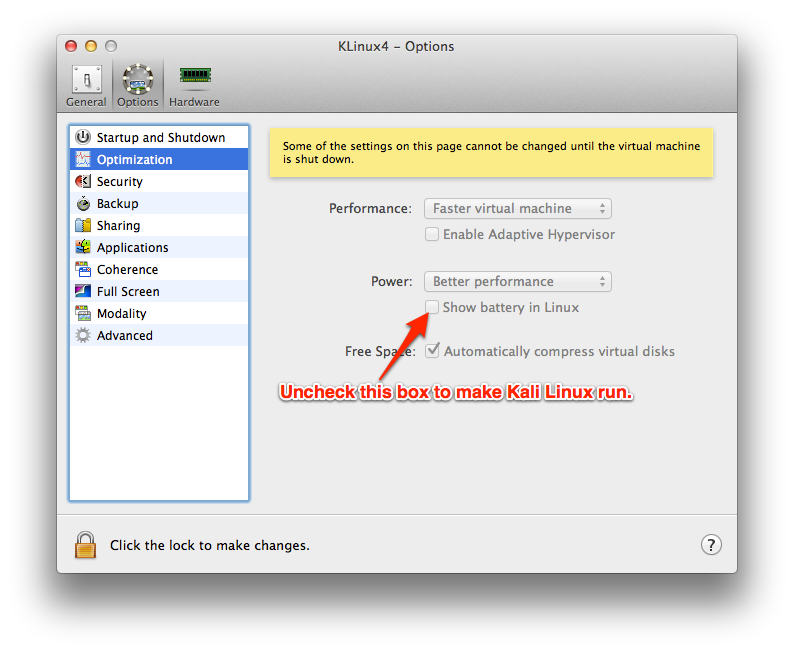 KLinux4 – Options
General
Options
Hardware
Startup and Shutdown
Optimization
Security
Backup
Sharing
Applications
Coherence
Full Screen
Modality
Advanced
Some of the settings on this page cannot be changed until the virtual machine
is shut down.
Performance: Faster virtual machine
Enable Adaptive Hypervisor
Power: Better performance
Show battery in Linux
Free Space: Automatically compress virtual disks
Uncheck this box to make Kali Linux run.
Click the lock to make changes.
?